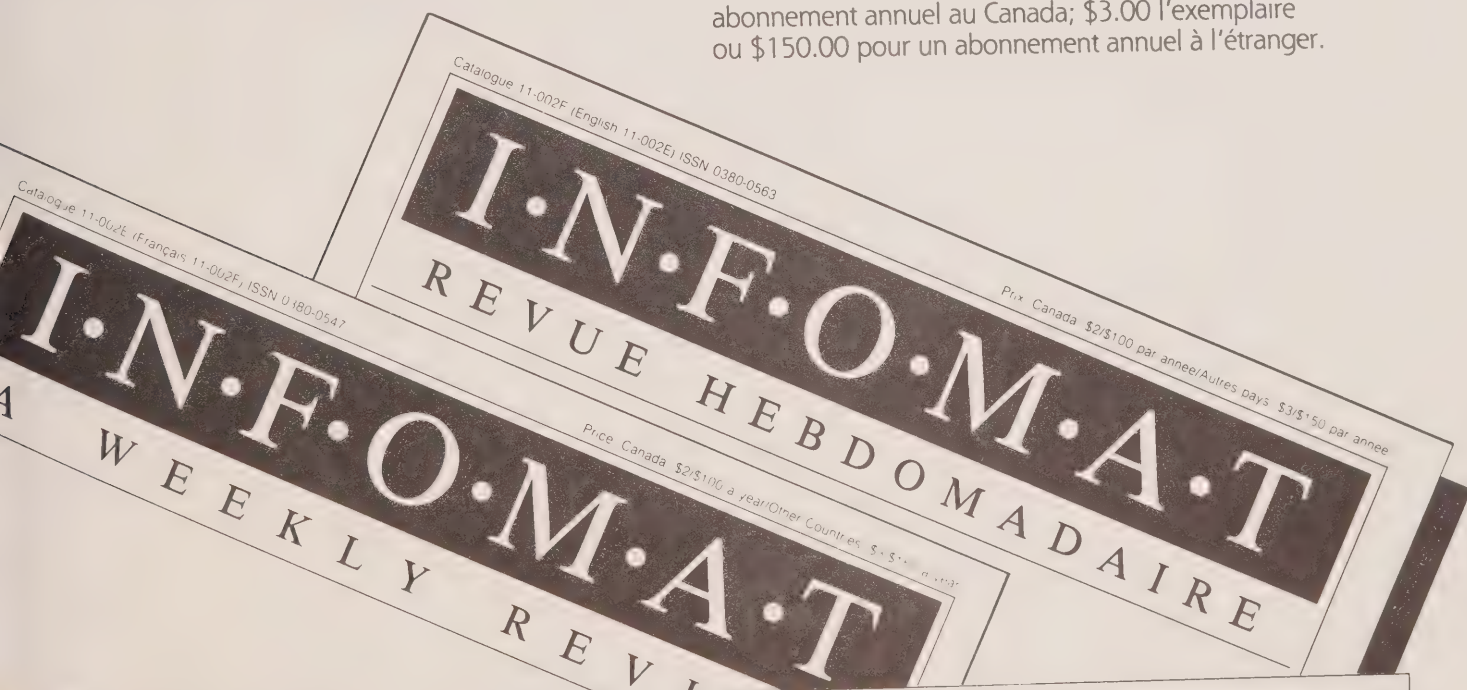 abonnement annuel au Canada; $3.00 l'exemplaire
ou $150.00 pour un abonnement annuel à l'étranger.
Catalogue 11-002F (English 11-002E) ISSN 0380-0563
Prix Canada $2/$100 par annee/Autres pays $3/$150 par annee
I·N·F·O·M·A·T
REVUE HEBDOMADAIRE
Catalogue 11-002E (Français 11-002F) ISSN 0380-0547
Price Canada $2/$100 a year/Other Countries
I·N·F·O·M·A·T
A WEEKLY REV